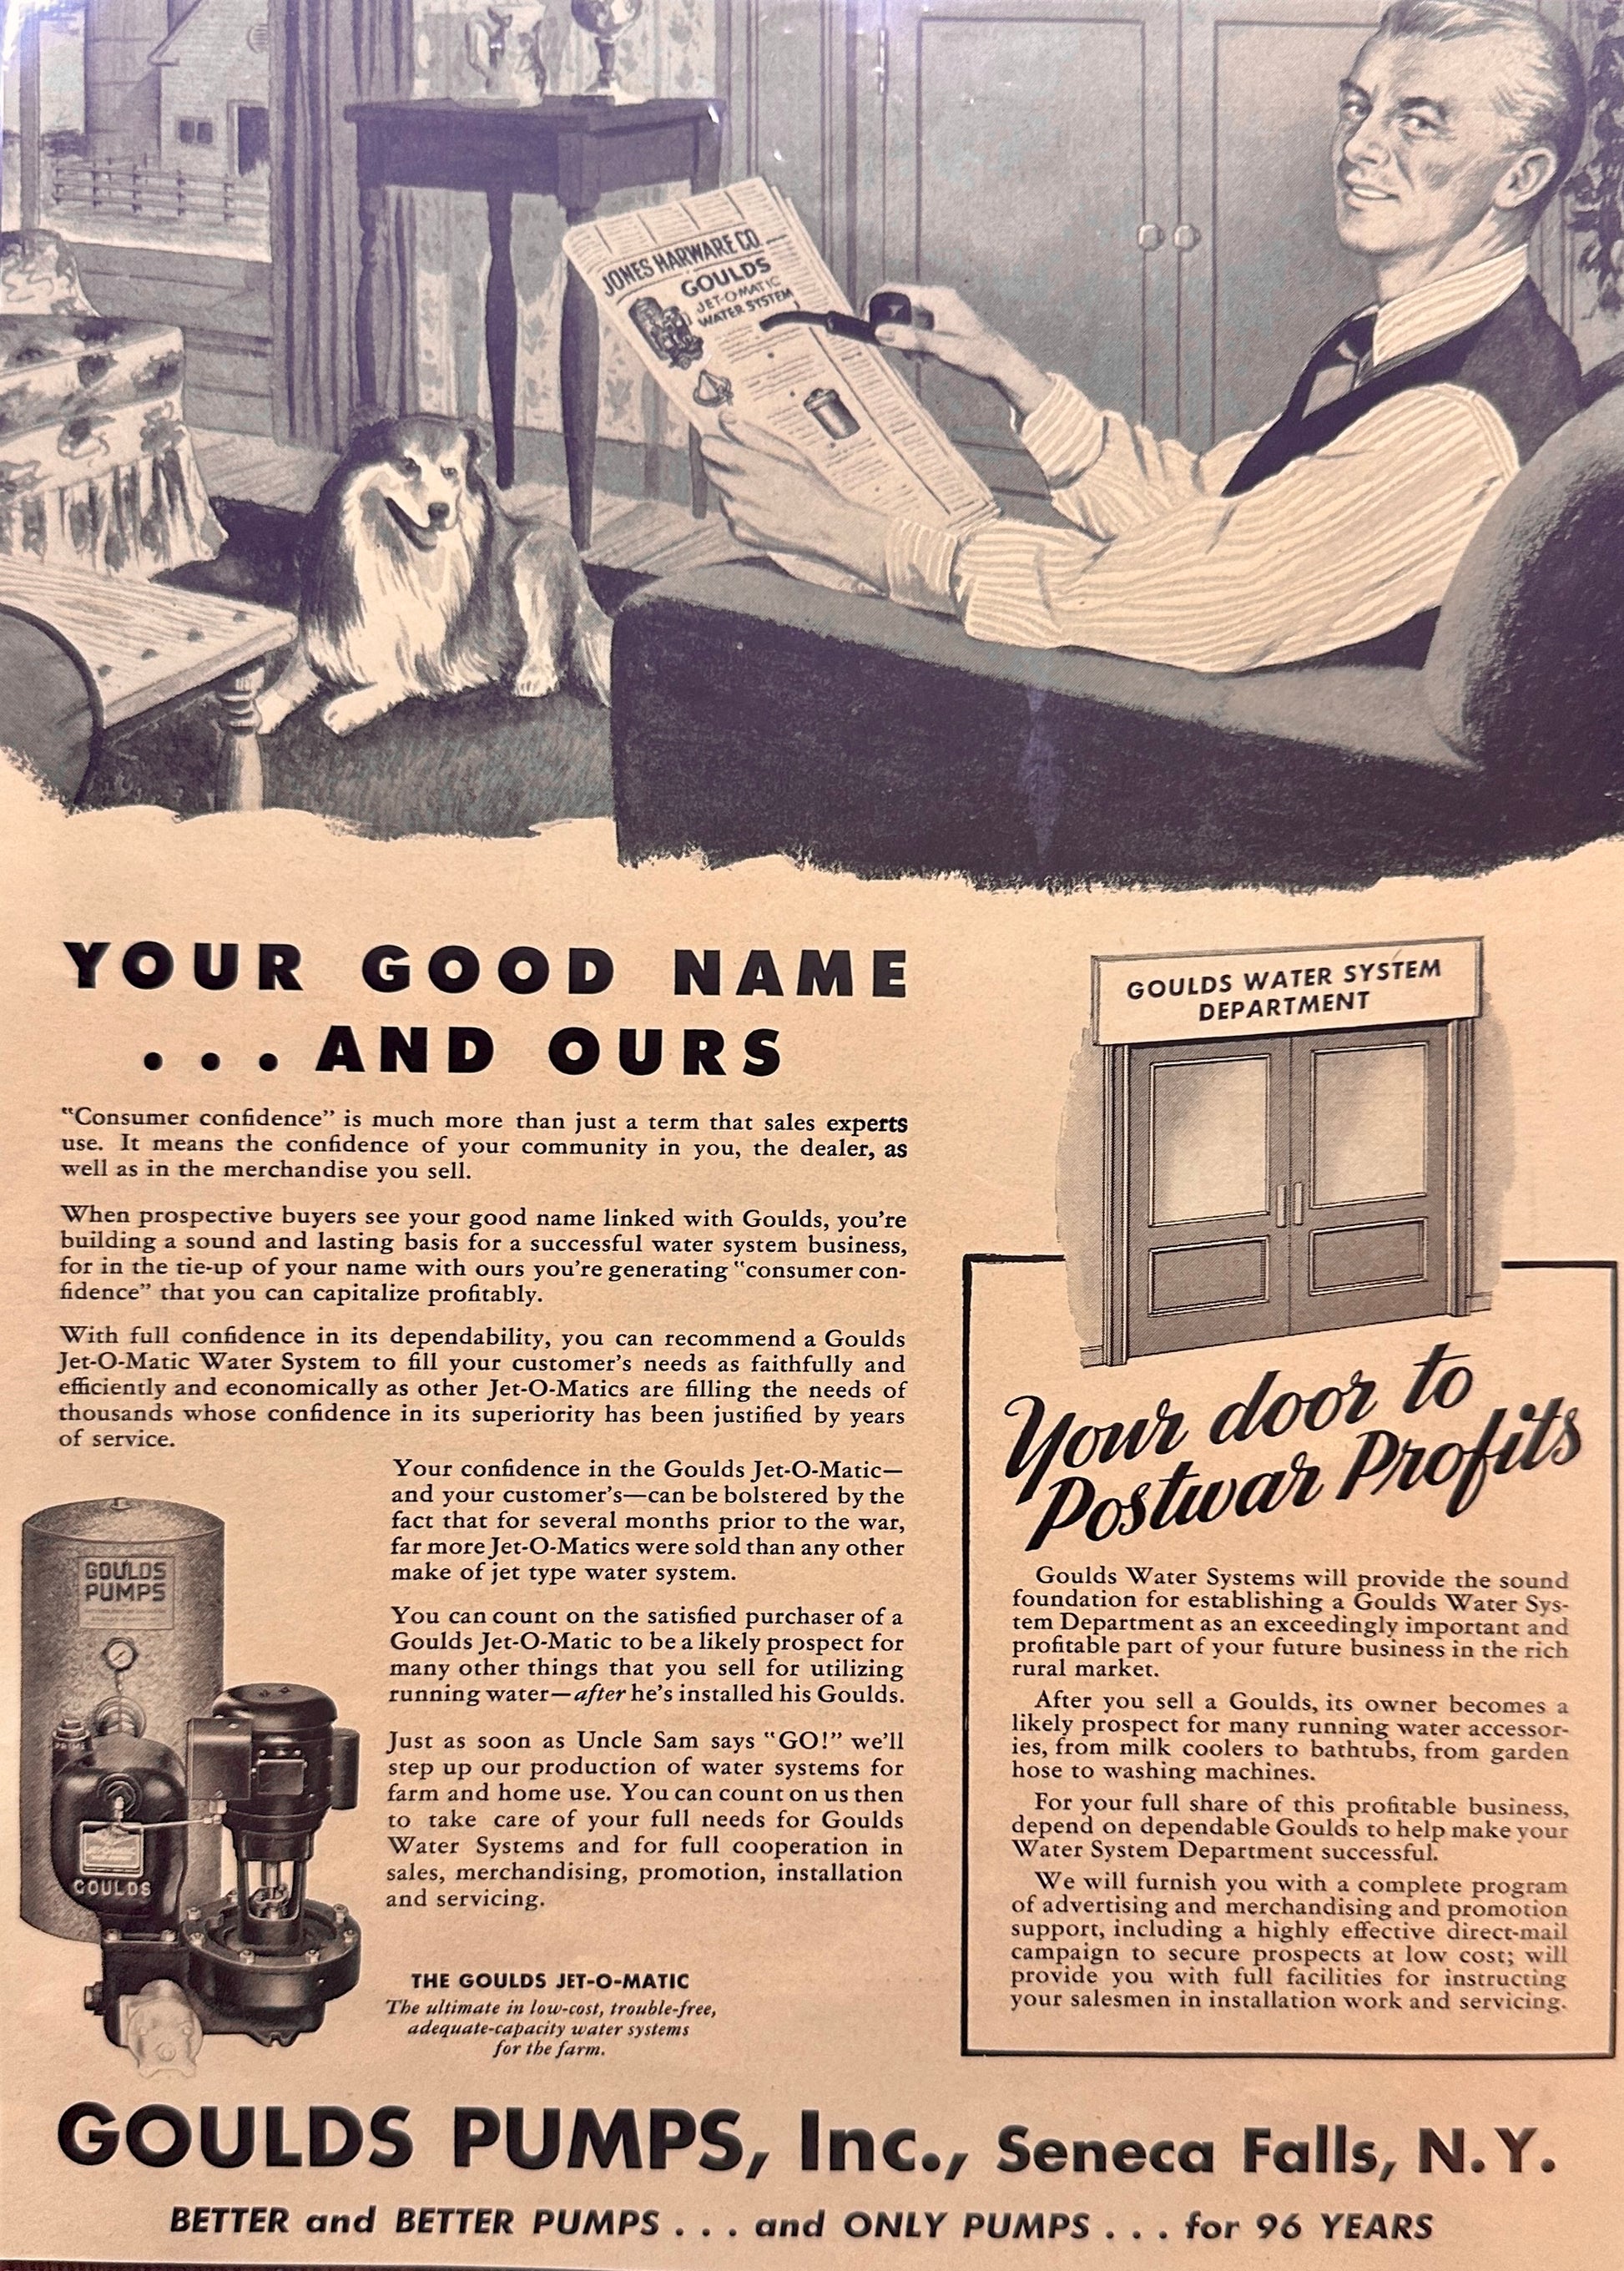 JONES HARWARE CO.
GOULDS
JET-O-MATIC
WATER SYSTEM
YOUR GOOD NAME
. . . AND OURS
"Consumer confidence" is much more than just a term that sales experts
use. It means the confidence of your community in you, the dealer, as
well as in the merchandise you sell.
When prospective buyers see your good name linked with Goulds, you're
building a sound and lasting basis for a successful water system business,
for in the tie-up of your name with ours you're generating "consumer con-
fidence" that you can capitalize profitably.
With full confidence in its dependability, you can recommend a Goulds
Jet-O-Matic Water System to fill your customer's needs as faithfully and
efficiently and economically as other Jet-O-Matics are filling the needs of
thousands whose confidence in its superiority has been justified by years
of service.
Your confidence in the Goulds Jet-O-Matic—
and your customer's—can be bolstered by the
fact that for several months prior to the war,
far more Jet-O-Matics were sold than any other
make of jet type water system.
You can count on the satisfied purchaser of a
Goulds Jet-O-Matic to be a likely prospect for
many other things that you sell for utilizing
running water—after he's installed his Goulds.
Just as soon as Uncle Sam says "GO!" we'll
step up our production of water systems for
farm and home use. You can count on us then
to take care of your full needs for Goulds
Water Systems and for full cooperation in
sales, merchandising, promotion, installation
and servicing.
GOULDS
PUMPS
JET-O-MATIC
GOULDS
THE GOULDS JET-O-MATIC
The ultimate in low-cost, trouble-free,
adequate-capacity water systems
for the farm.
GOULDS WATER SYSTEM
DEPARTMENT
Your door to
Postwar Profits
Goulds Water Systems will provide the sound
foundation for establishing a Goulds Water Sys-
tem Department as an exceedingly important and
profitable part of your future business in the rich
rural market.
After you sell a Goulds, its owner becomes a
likely prospect for many running water accessor-
ies, from milk coolers to bathtubs, from garden
hose to washing machines.
For your full share of this profitable business,
depend on dependable Goulds to help make your
Water System Department successful.
We will furnish you with a complete program
of advertising and merchandising and promotion
support, including a highly effective direct-mail
campaign to secure prospects at low cost; will
provide you with full facilities for instructing
your salesmen in installation work and servicing.
GOULDS PUMPS, Inc., Seneca Falls, N.Y.
BETTER and BETTER PUMPS . . . and ONLY PUMPS . . . for 96 YEARS